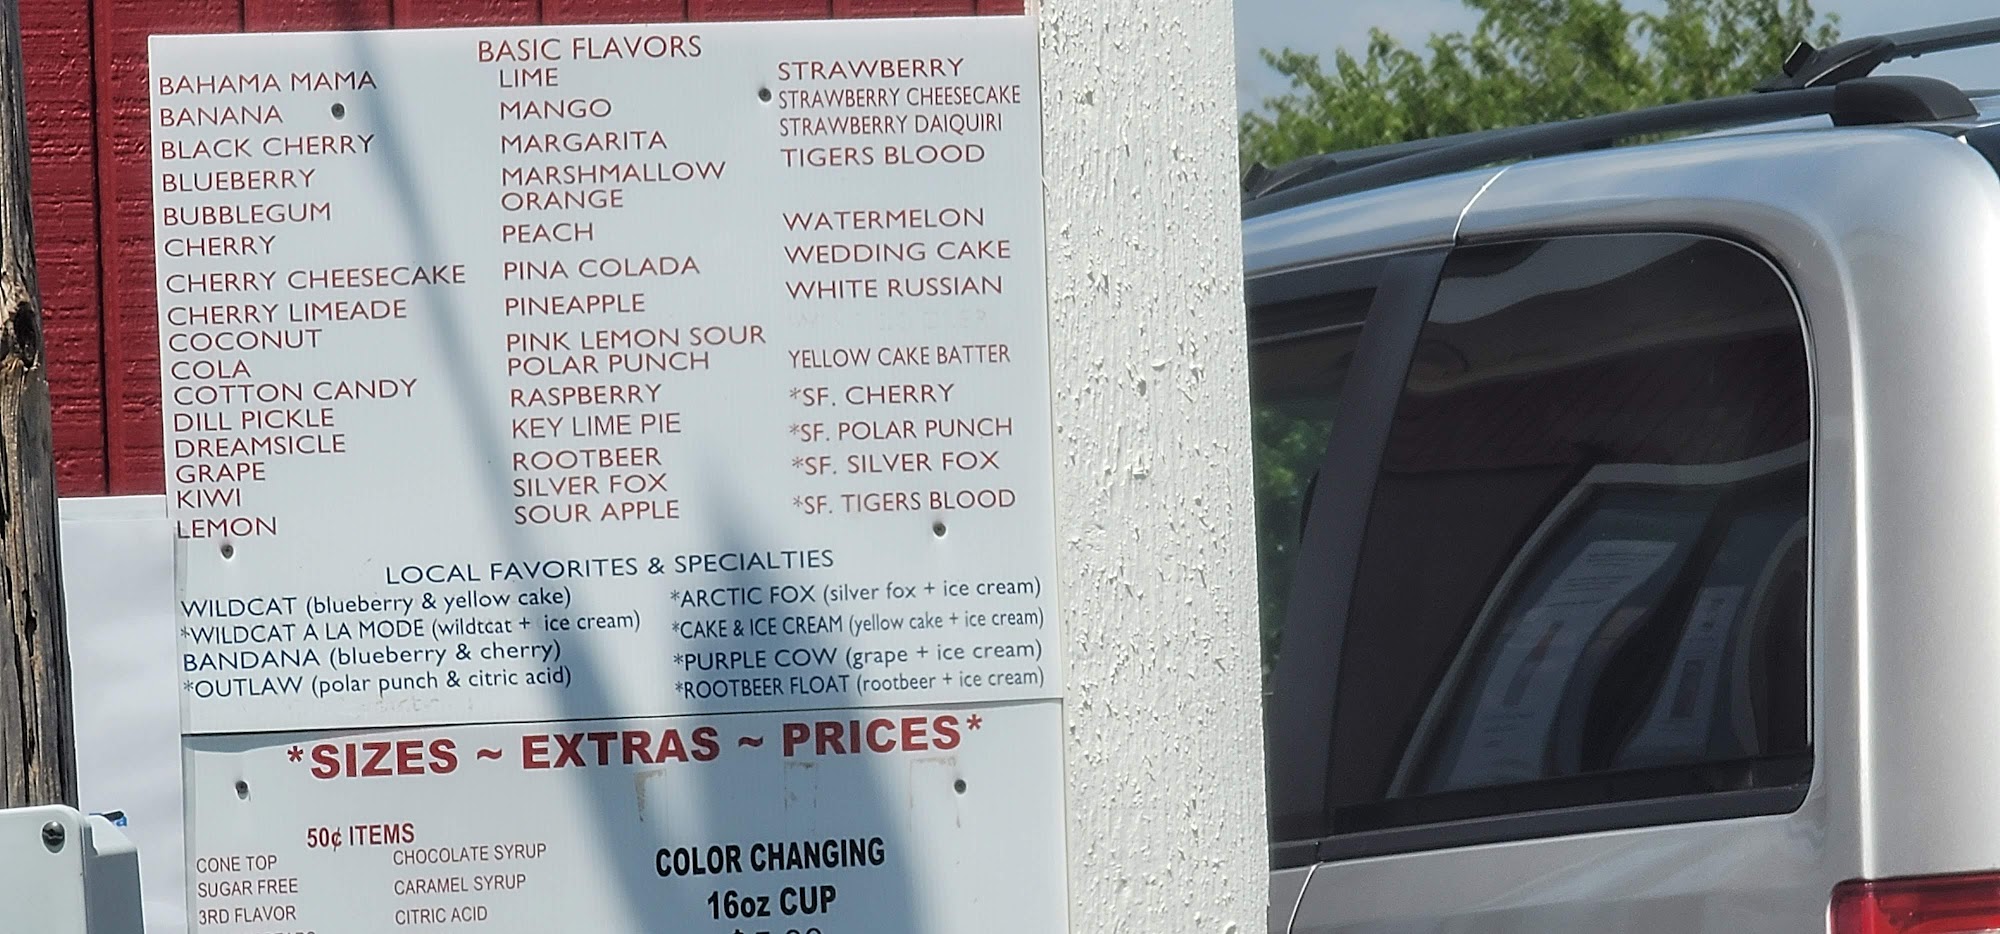 BASIC FLAVORS
BAHAMA MAMA
BANANA
BLACK CHERRY
BLUEBERRY
BUBBLEGUM
CHERRY
CHERRY CHEESECAKE
CHERRY LIMEADE
COCONUT
COLA
COTTON CANDY
DILL PICKLE
DREAMSICLE
GRAPE
KIWI
LEMON
LIME
MANGO
MARGARITA
MARSHMALLOW
ORANGE
PEACH
PINA COLADA
PINEAPPLE
PINK LEMON SOUR
POLAR PUNCH
RASPBERRY
KEY LIME PIE
ROOTBEER
SILVER FOX
SOUR APPLE
STRAWBERRY
STRAWBERRY CHEESECAKE
STRAWBERRY DAIQUIRI
TIGERS BLOOD
WATERMELON
WEDDING CAKE
WHITE RUSSIAN
YELLOW CAKE BATTER
*SF. CHERRY
*SF. POLAR PUNCH
*SF. SILVER FOX
*SF. TIGERS BLOOD
LOCAL FAVORITES & SPECIALTIES
WILDCAT (blueberry & yellow cake)
*WILDCAT A LA MODE (wildtcat + ice cream)
BANDANA (blueberry & cherry)
*OUTLAW (polar punch & citric acid)
*ARCTIC FOX (silver fox + ice cream)
*CAKE & ICE CREAM (yellow cake + ice cream)
*PURPLE COW (grape + ice cream)
*ROOTBEER FLOAT (rootbeer + ice cream)
*SIZES ~ EXTRAS ~ PRICES*
50¢ ITEMS
CONE TOP
SUGAR FREE
3RD FLAVOR
CHOCOLATE SYRUP
CARAMEL SYRUP
CITRIC ACID
COLOR CHANGING
16oz CUP